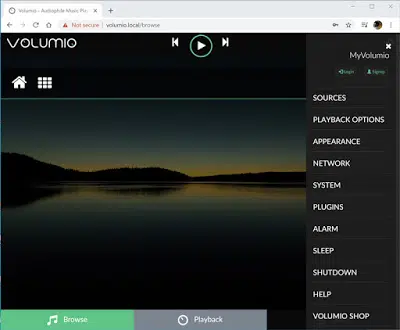 Volumio - Audiophile Music Pla
Not secure | volumio.local/browse
VOLUMIO
MyVolumio
Login
Signup
SOURCES
PLAYBACK OPTIONS
APPEARANCE
NETWORK
SYSTEM
PLUGINS
ALARM
SLEEP
SHUTDOWN
HELP
VOLUMIO SHOP
Browse
Playback